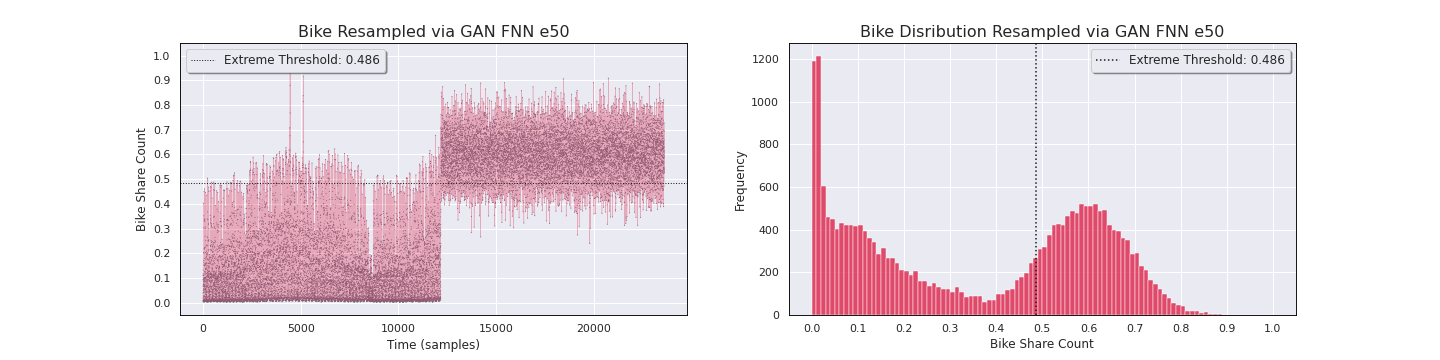 Bike Resampled via GAN FNN e50
Extreme Threshold: 0.486
Bike Share Count
1.0
0.9
0.8
0.7
0.6
0.5
0.4
0.3
0.2
0.1
0.0
0 5000 10000 15000 20000
Time (samples)
Bike Disribution Resampled via GAN FNN e50
Extreme Threshold: 0.486
Frequency
1200
1000
800
600
400
200
0
0.0 0.1 0.2 0.3 0.4 0.5 0.6 0.7 0.8 0.9 1.0
Bike Share Count